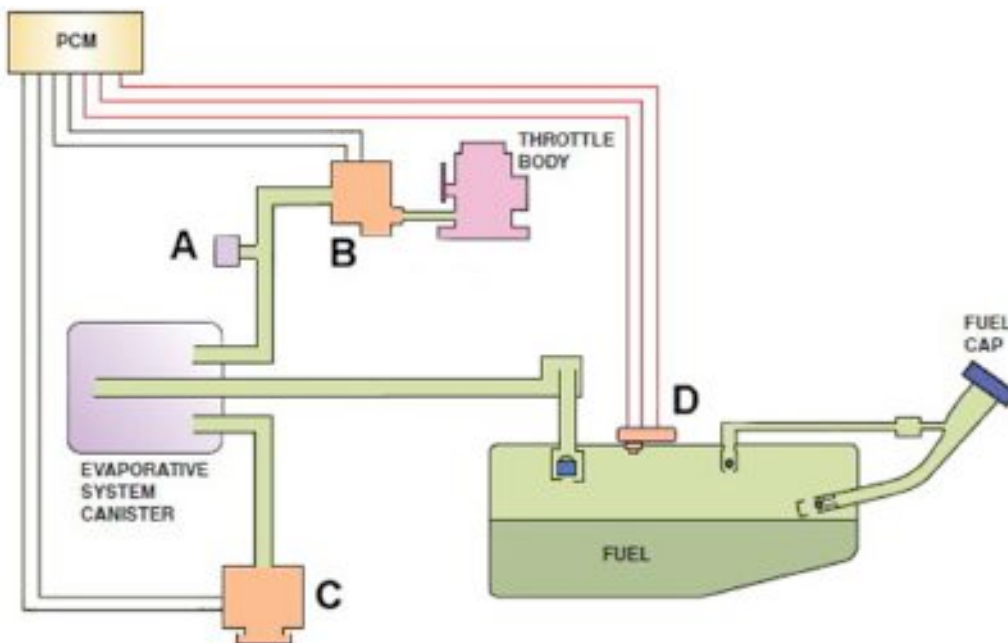 PCM
THROTTLE
BODY
A
B
FUEL
CAP
D
EVAPORATIVE
SYSTEM
CANISTER
FUEL
C